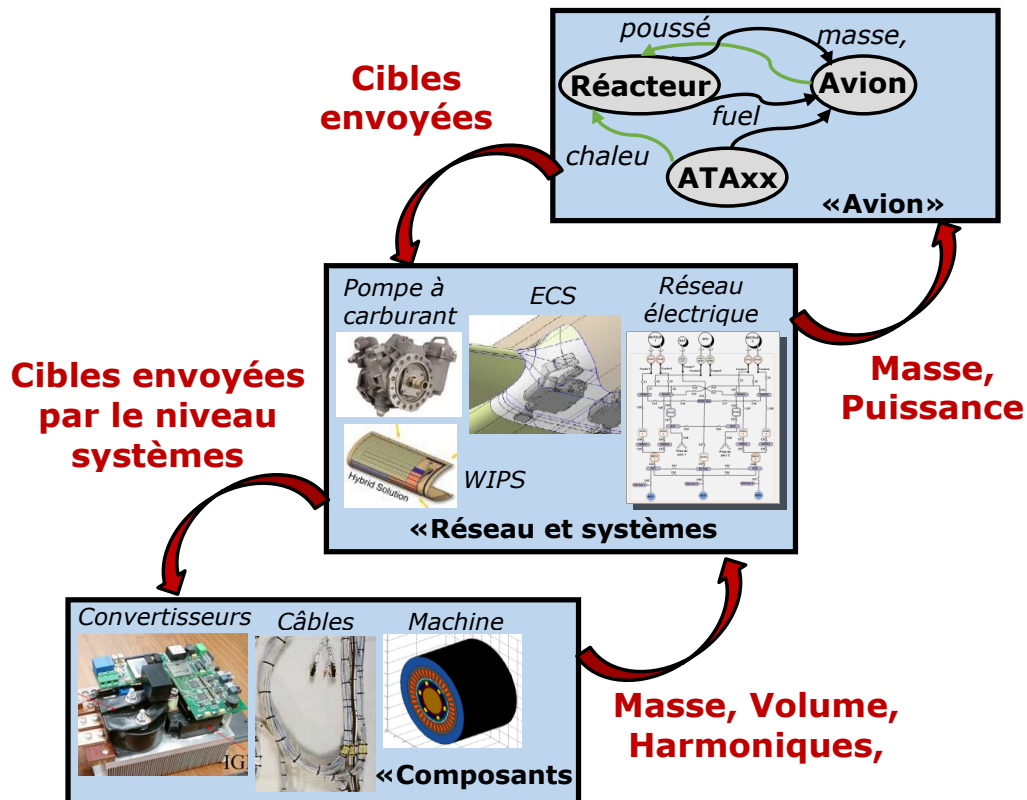 poussé
masse,
Réacteur
Avion
fuel
chaleu
ATAxx
«Avion»
Cibles
envoyées
Pompe à
carburant
ECS
Réseau
électrique
Hybrid Solution
WIPS
«Réseau et systèmes
Masse,
Puissance
Cibles envoyées
par le niveau
systèmes
Convertisseurs
Câbles
Machine
IG
«Composants
Masse, Volume,
Harmoniques,